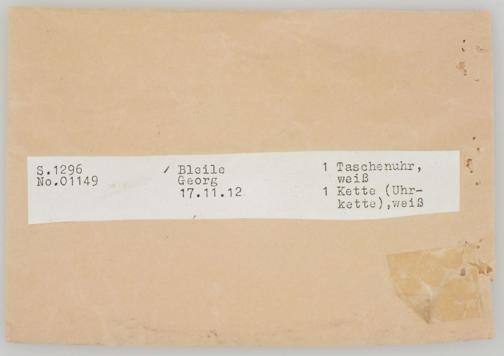 S.1296
No.01149
/ Bleile
Georg
17.11.12
1 Taschenuhr,
weiß
1 Kette (Uhr-
kette),weiß